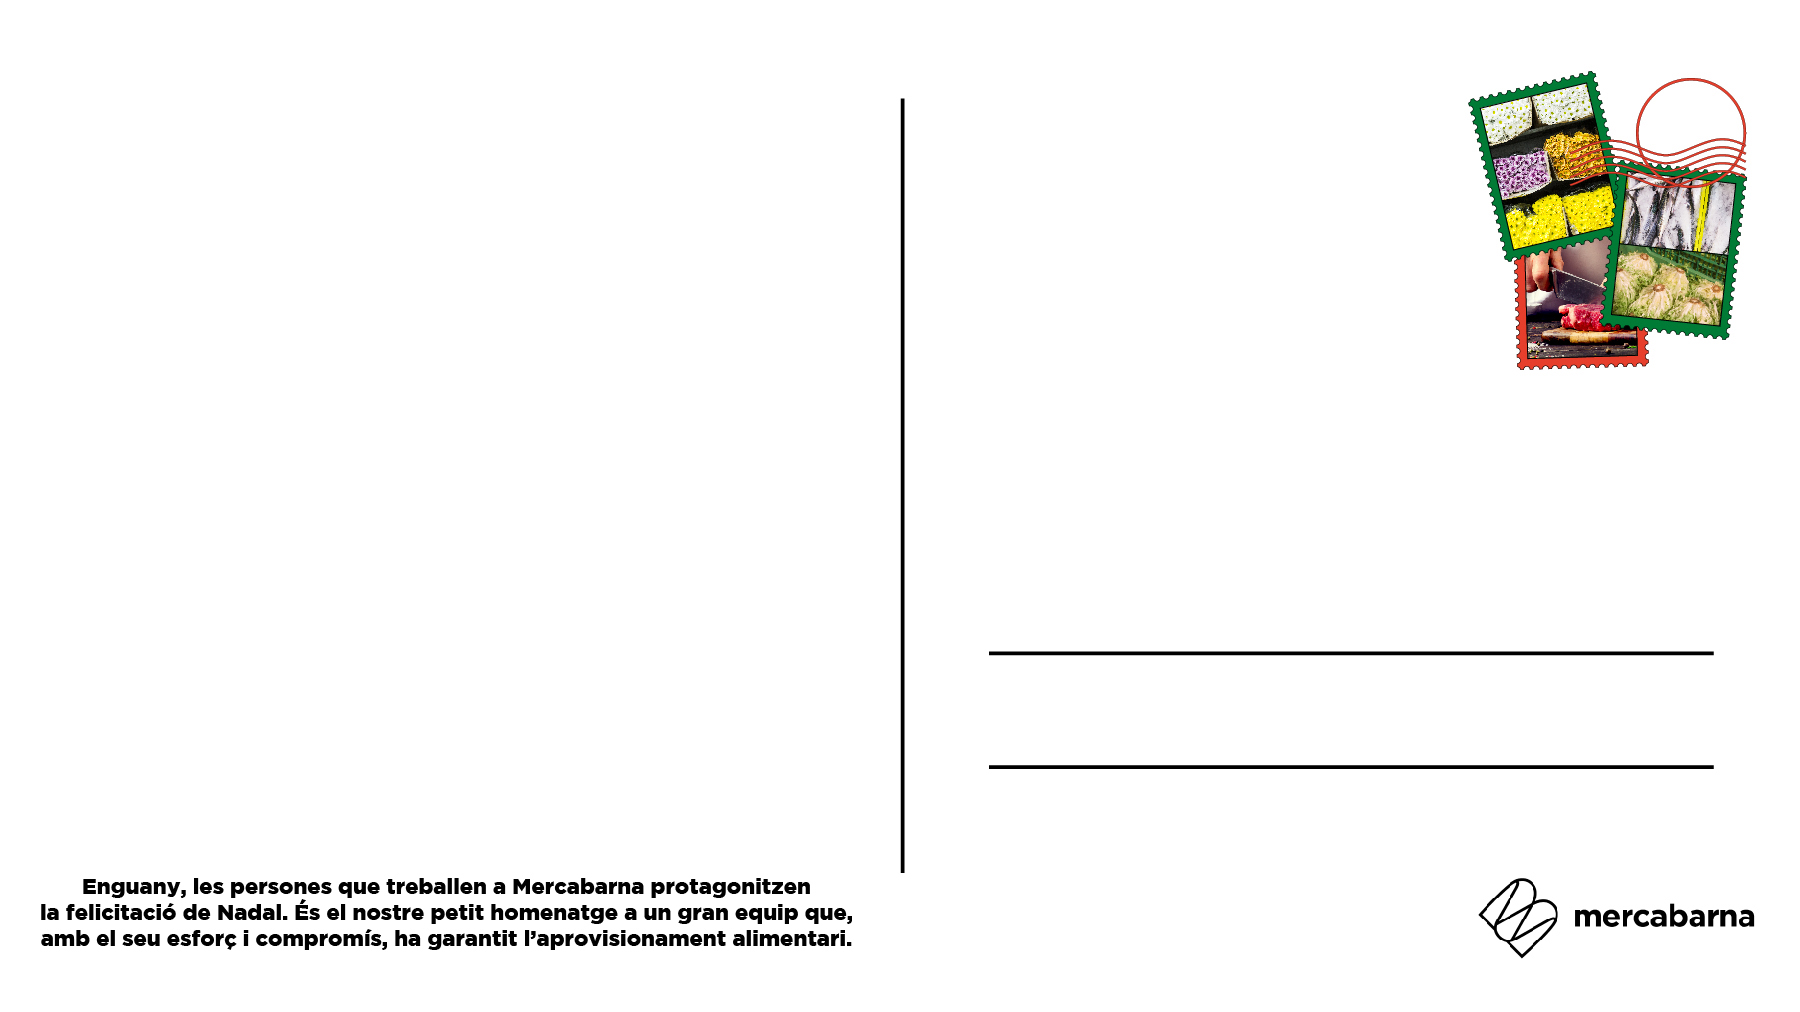 Enguany, les persones que treballen a Mercabarna protagonitzen
la felicitació de Nadal. És el nostre petit homenatge a un gran equip que,
amb el seu esforç i compromís, ha garantit l’aprovisionament alimentari.
mercabarna